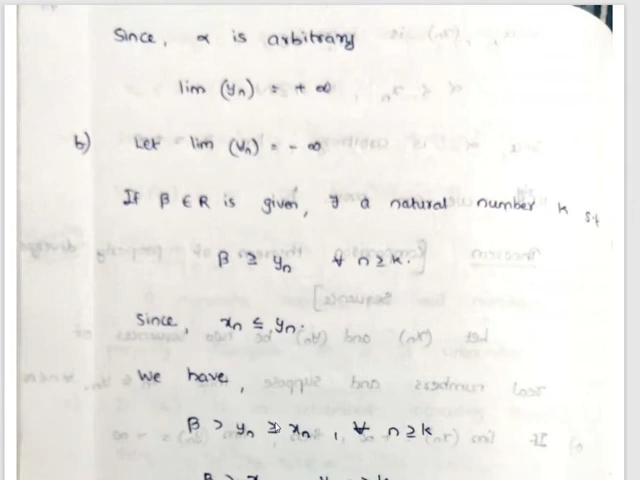 Since, α is arbitrary
lim (yn) = + ∞
b) Let lim (yn) = - ∞
If β ∈ R is given, ∃ a natural number k s.t
β ≥ yn ∀ n ≥ k.
Since, xn ≤ yn.
We have,
β > yn ≥ xn, ∀ n ≥ k